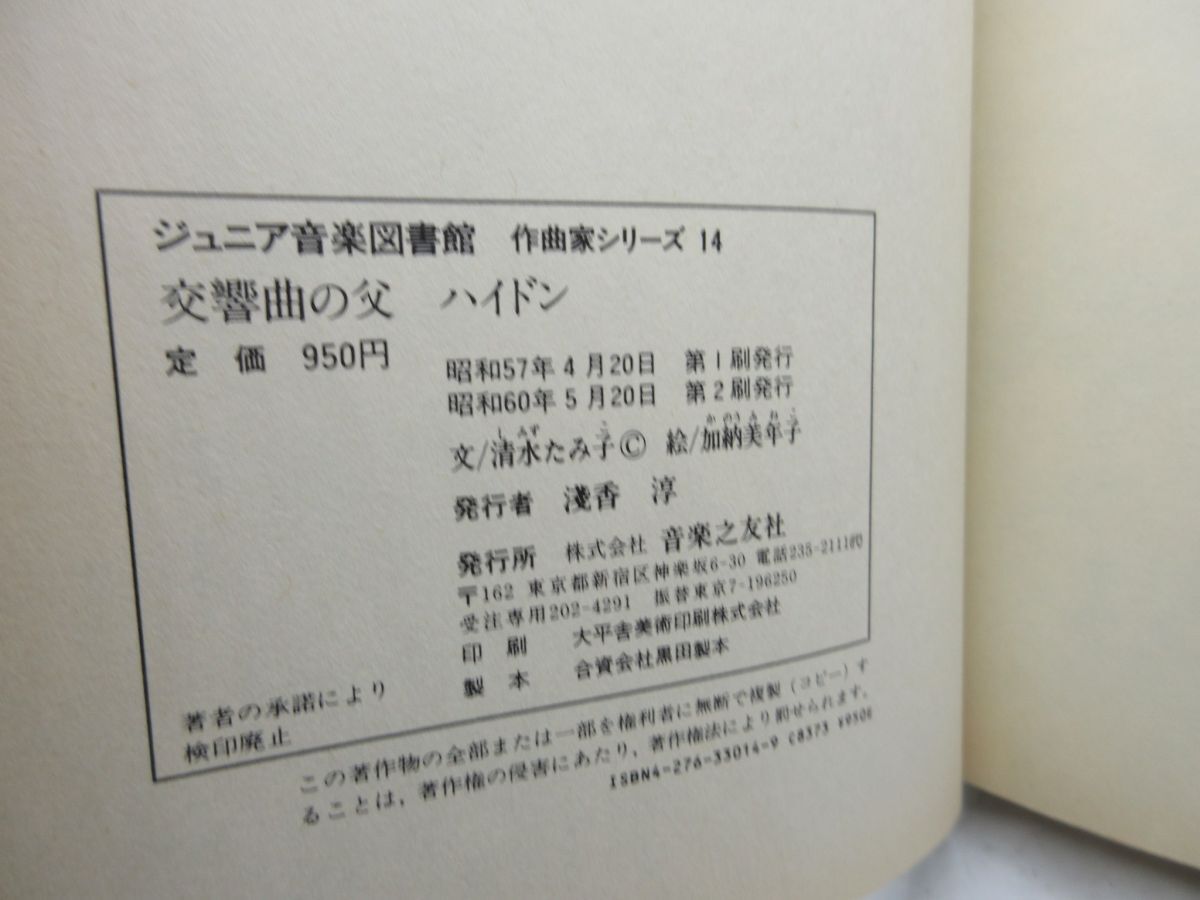 ジュニア音楽図書館 作曲家シリーズ 14
交響曲の父 ハイドン
定価 950円
昭和57年4月20日 第1刷発行
昭和60年5月20日 第2刷発行
しみず こ かのうみねこ
文/清水たみ子© 絵/加納美年子
発行者 淺香 淳
発行所 株式会社 音楽之友社
〒162 東京都新宿区神楽坂6-30 電話235-2111㈹
受注専用202-4291 振替東京7-196250
印刷 大平舎美術印刷株式会社
製本 合資会社黒田製本
著者の承諾により
検印廃止
この著作物の全部または一部を権利者に無断で複製(コピー)す
ることは,著作権の侵害にあたり,著作権法により罰せられます。
ISBN4-276-33014-9 C8373 ¥950E